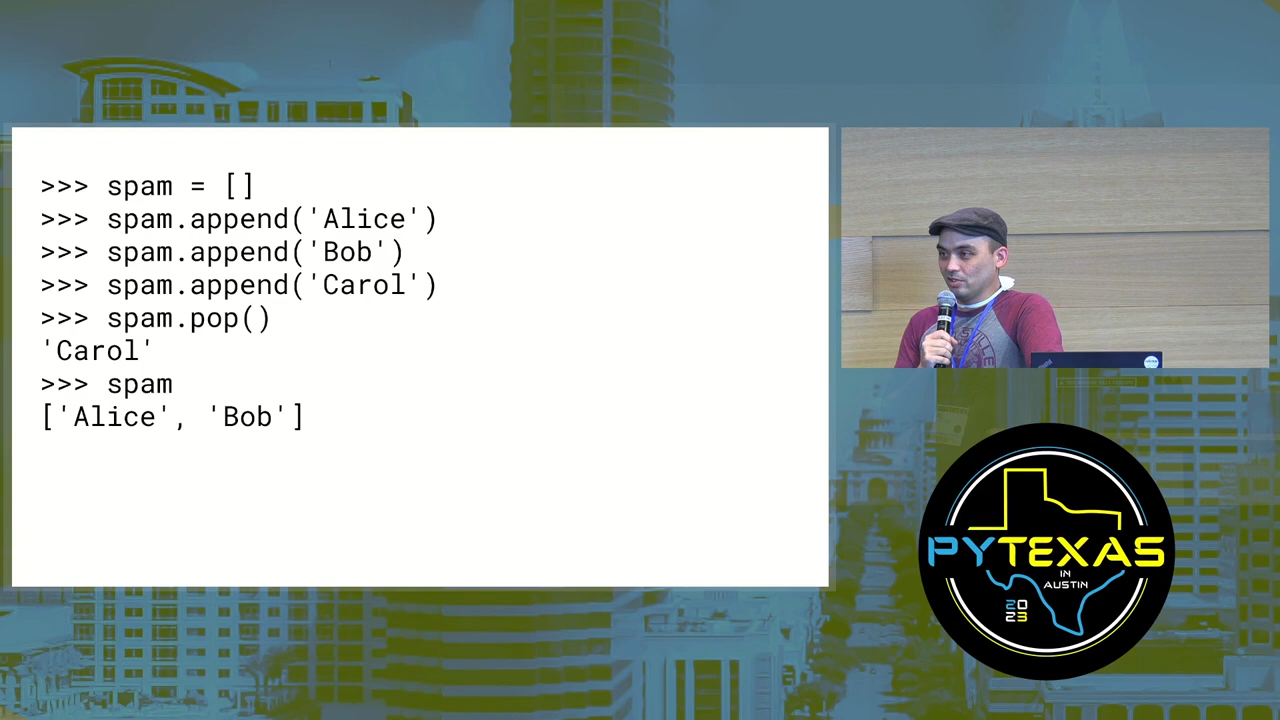 >>> spam = []
>>> spam.append('Alice')
>>> spam.append('Bob')
>>> spam.append('Carol')
>>> spam.pop()
'Carol'
>>> spam
['Alice', 'Bob']
PYTEXAS
IN
AUSTIN
20
23